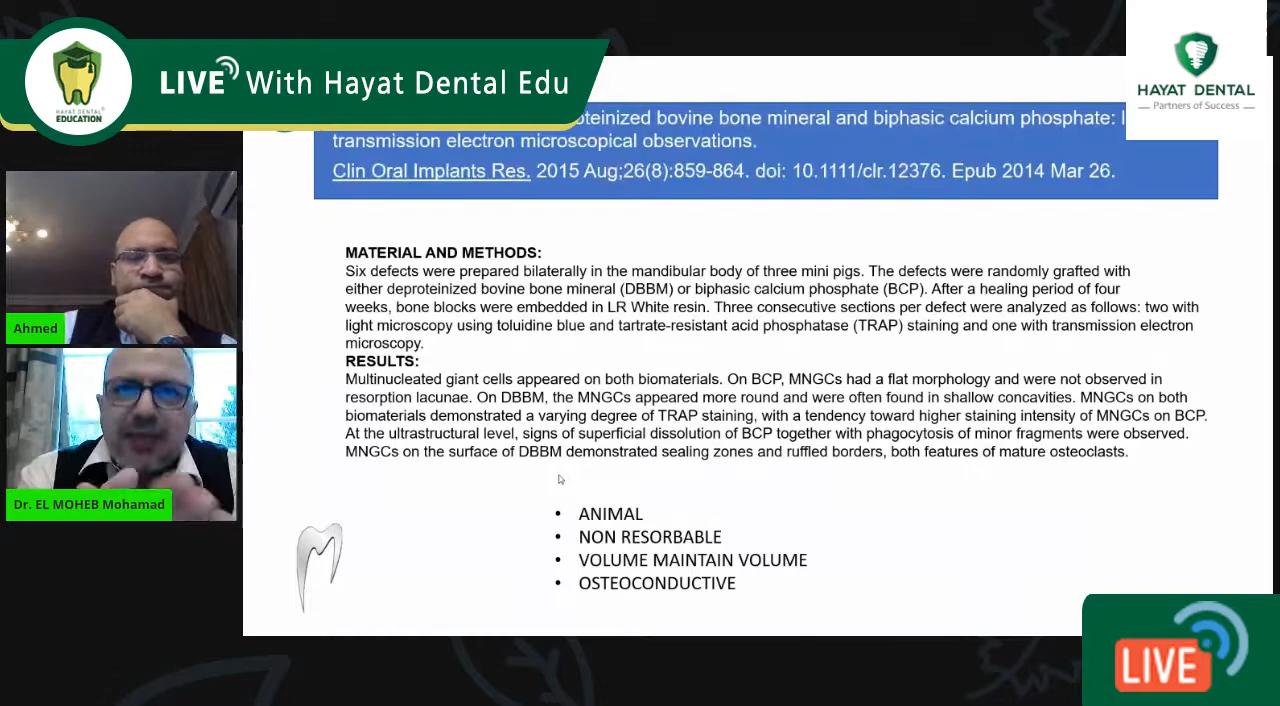 LIVE With Hayat Dental Edu
HAYAT DENTAL
EDUCATION
HAYAT DENTAL
Partners of Success
bovine bone mineral and biphasic calcium phosphate:
transmission electron microscopical observations.
Clin Oral Implants Res. 2015 Aug;26(8):859-864. doi: 10.1111/clr.12376. Epub 2014 Mar 26.
Ahmed
Dr. EL MOHEB Mohamad
MATERIAL AND METHODS:
Six defects were prepared bilaterally in the mandibular body of three mini pigs. The defects were randomly grafted with
either deproteinized bovine bone mineral (DBBM) or biphasic calcium phosphate (BCP). After a healing period of four
weeks, bone blocks were embedded in LR White resin. Three consecutive sections per defect were analyzed as follows: two with
light microscopy using toluidine blue and tartrate-resistant acid phosphatase (TRAP) staining and one with transmission electron
microscopy.
RESULTS:
Multinucleated giant cells appeared on both biomaterials. On BCP, MNGCs had a flat morphology and were not observed in
resorption lacunae. On DBBM, the MNGCs appeared more round and were often found in shallow concavities. MNGCs on both
biomaterials demonstrated a varying degree of TRAP staining, with a tendency toward higher staining intensity of MNGCs on BCP.
At the ultrastructural level, signs of superficial dissolution of BCP together with phagocytosis of minor fragments were observed.
MNGCs on the surface of DBBM demonstrated sealing zones and ruffled borders, both features of mature osteoclasts.
• ANIMAL
• NON RESORBABLE
• VOLUME MAINTAIN VOLUME
• OSTEOCONDUCTIVE
LIVE